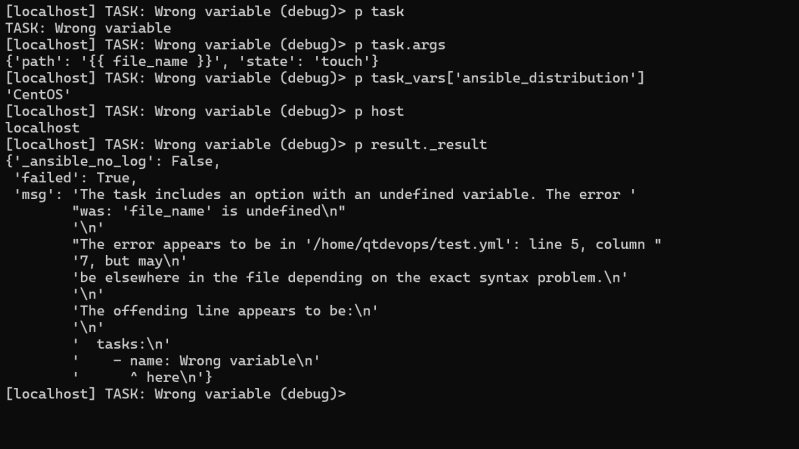 [localhost] TASK: Wrong variable (debug)> p task
TASK: Wrong variable
[localhost] TASK: Wrong variable (debug)> p task.args
{'path': '{{ file_name }}', 'state': 'touch'}
[localhost] TASK: Wrong variable (debug)> p task_vars['ansible_distribution']
'CentOS'
[localhost] TASK: Wrong variable (debug)> p host
localhost
[localhost] TASK: Wrong variable (debug)> p result._result
{'_ansible_no_log': False,
 'failed': True,
 'msg': 'The task includes an option with an undefined variable. The error '
        "was: 'file_name' is undefined\n"
        '\n'
        "The error appears to be in '/home/qtdevops/test.yml': line 5, column "
        '7, but may\n'
        'be elsewhere in the file depending on the exact syntax problem.\n'
        '\n'
        'The offending line appears to be:\n'
        '\n'
        '  tasks:\n'
        '    - name: Wrong variable\n'
        '      ^ here\n'}
[localhost] TASK: Wrong variable (debug)>